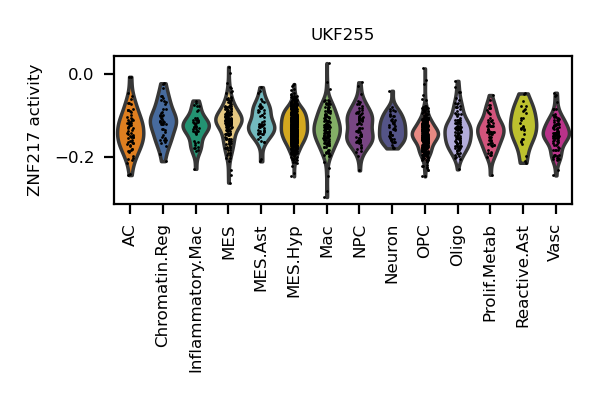 UKF255
ZNF217 activity
0.0
−0.2
AC
Chromatin.Reg
Inflammatory.Mac
MES
MES.Ast
MES.Hyp
Mac
NPC
Neuron
OPC
Oligo
Prolif.Metab
Reactive.Ast
Vasc